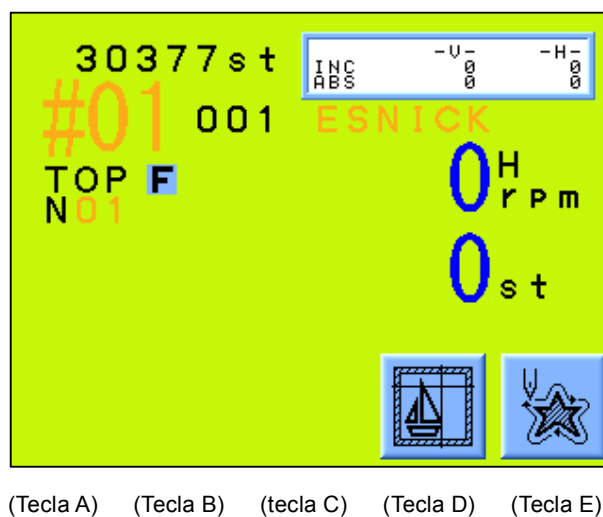 30377st
-V- -H-
INC 0 0
ABS 0 0
#01 001 ESNICK
TOP F
N01
0 H rpm
0 st
(Tecla A) (Tecla B) (tecla C) (Tecla D) (Tecla E)